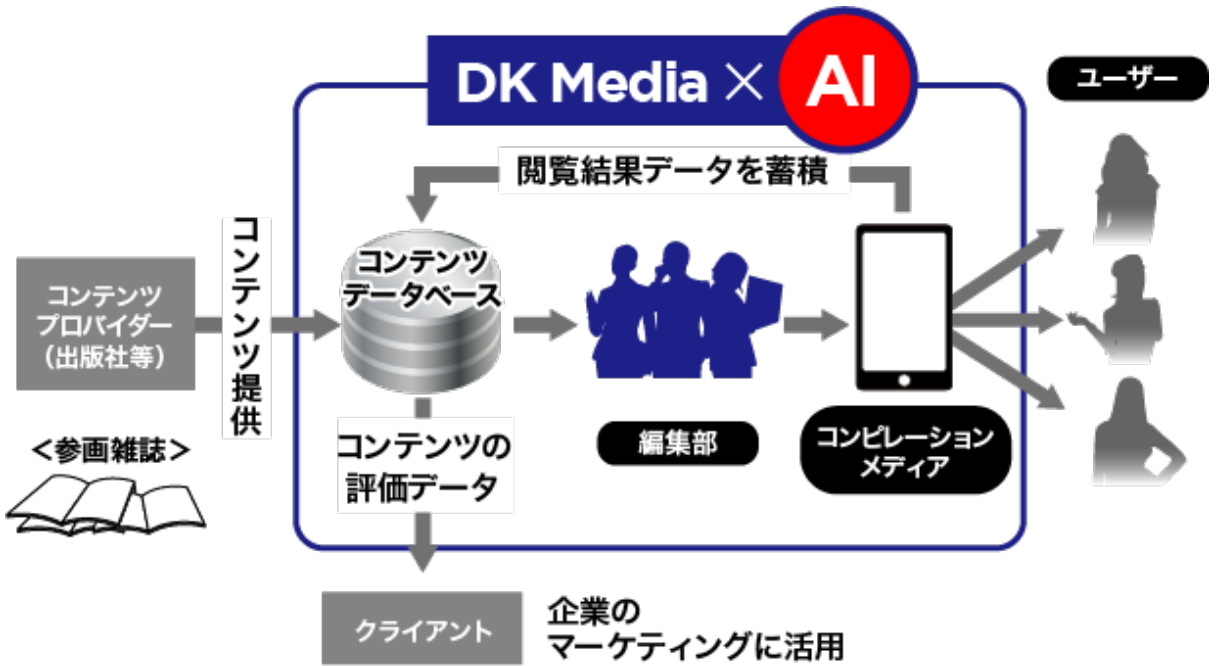 DK Media × AI
ユーザー
閲覧結果データを蓄積
コンテンツ提供
コンテンツ
プロバイダー
（出版社等）
＜参画雑誌＞
コンテンツ
データベース
編集部
コンピレーション
メディア
コンテンツの
評価データ
クライアント
企業の
マーケティングに活用